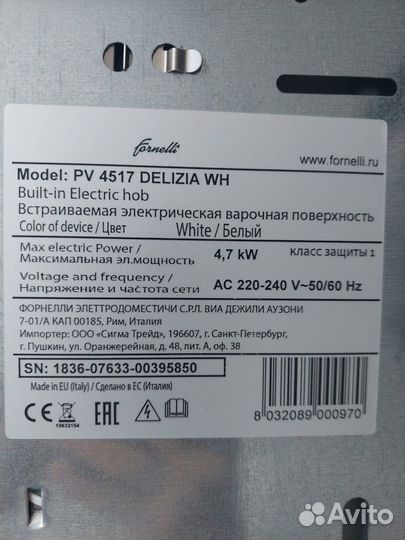 fornelli
www.fornelli.ru
Model: PV 4517 DELIZIA WH
Built-in Electric hob
Встраиваемая электрическая варочная поверхность
Color of device / Цвет White / Белый
Max electric Power /
Максимальная эл.мощность 4,7 kW Класс защиты 1
Voltage and frequency /
Напряжение и частота сети AC 220-240 V~50/60 Hz
ФОРНЕЛЛИ ЭЛЕТТРОДОМЕСТИЧИ С.Р.Л. ВИА ДЕЖИЛИ АУЗОНИ
7-01/А КАП 00185, Рим, Италия
Импортер: ООО «Сигма Трейд», 196607, г. Санкт-Петербург,
г. Пушкин, ул. Оранжерейная, д. 48, лит. А, оф. 38
SN: 1836-07633-00395850
Made in EU (Italy) / Сделано в ЕС (Италия)
CE EAC
15633154
8 032089 000970
Avito